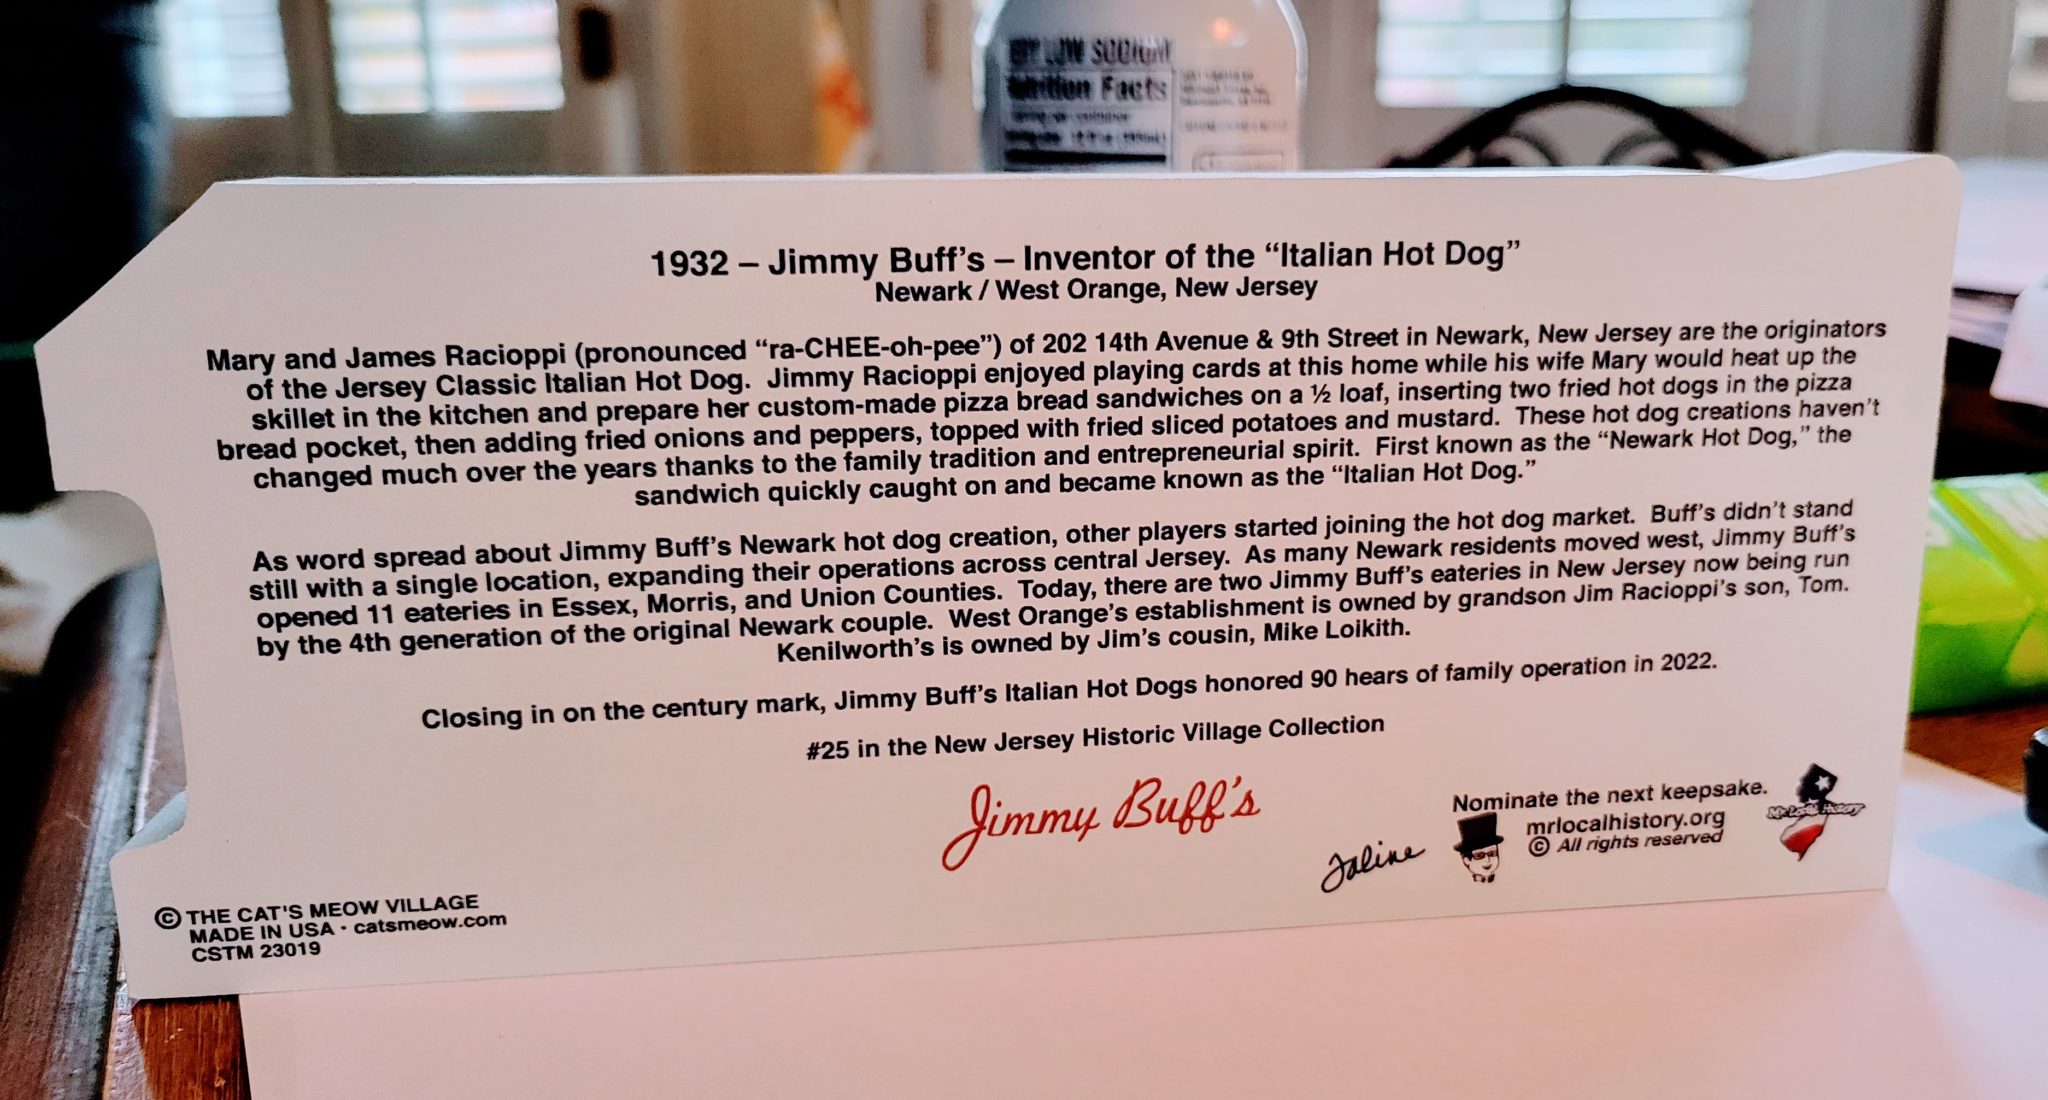 LOW SODIUM
Nutrition Facts
1932 – Jimmy Buff's – Inventor of the “Italian Hot Dog”
Newark / West Orange, New Jersey
Mary and James Racioppi (pronounced “ra-CHEE-oh-pee”) of 202 14th Avenue & 9th Street in Newark, New Jersey are the originators
of the Jersey Classic Italian Hot Dog. Jimmy Racioppi enjoyed playing cards at this home while his wife Mary would heat up the
skillet in the kitchen and prepare her custom-made pizza bread sandwiches on a ½ loaf, inserting two fried hot dogs in the pizza
bread pocket, then adding fried onions and peppers, topped with fried sliced potatoes and mustard. These hot dog creations haven't
changed much over the years thanks to the family tradition and entrepreneurial spirit. First known as the “Newark Hot Dog,” the
sandwich quickly caught on and became known as the “Italian Hot Dog.”
As word spread about Jimmy Buff's Newark hot dog creation, other players started joining the hot dog market. Buff's didn't stand
still with a single location, expanding their operations across central Jersey. As many Newark residents moved west, Jimmy Buff's
opened 11 eateries in Essex, Morris, and Union Counties. Today, there are two Jimmy Buff's eateries in New Jersey now being run
by the 4th generation of the original Newark couple. West Orange's establishment is owned by grandson Jim Racioppi's son, Tom.
Kenilworth's is owned by Jim's cousin, Mike Loikith.
Closing in on the century mark, Jimmy Buff's Italian Hot Dogs honored 90 hears of family operation in 2022.
#25 in the New Jersey Historic Village Collection
Jimmy Buff's
Nominate the next keepsake.
mrlocalhistory.org
© All rights reserved
Mr Local History
Jaline
© THE CAT'S MEOW VILLAGE
MADE IN USA · catsmeow.com
CSTM 23019